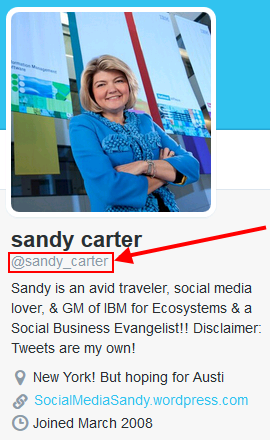 sandy carter
@sandy_carter
Sandy is an avid traveler, social media
lover, & GM of IBM for Ecosystems & a
Social Business Evangelist!! Disclaimer:
Tweets are my own!
New York! But hoping for Austi
SocialMediaSandy.wordpress.com
Joined March 2008